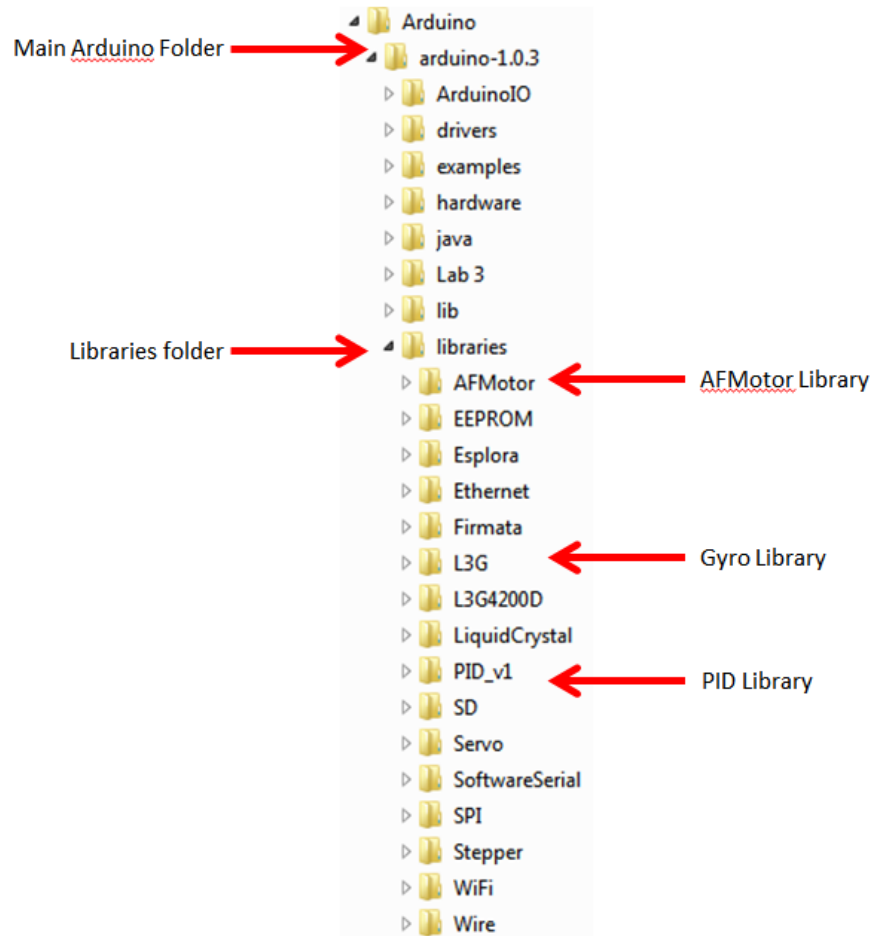 Arduino
Main Arduino Folder
arduino-1.0.3
ArduinoIO
drivers
examples
hardware
java
Lab 3
lib
Libraries folder
libraries
AFMotor
AFMotor Library
EEPROM
Esplora
Ethernet
Firmata
L3G
Gyro Library
L3G4200D
LiquidCrystal
PID_v1
PID Library
SD
Servo
SoftwareSerial
SPI
Stepper
WiFi
Wire